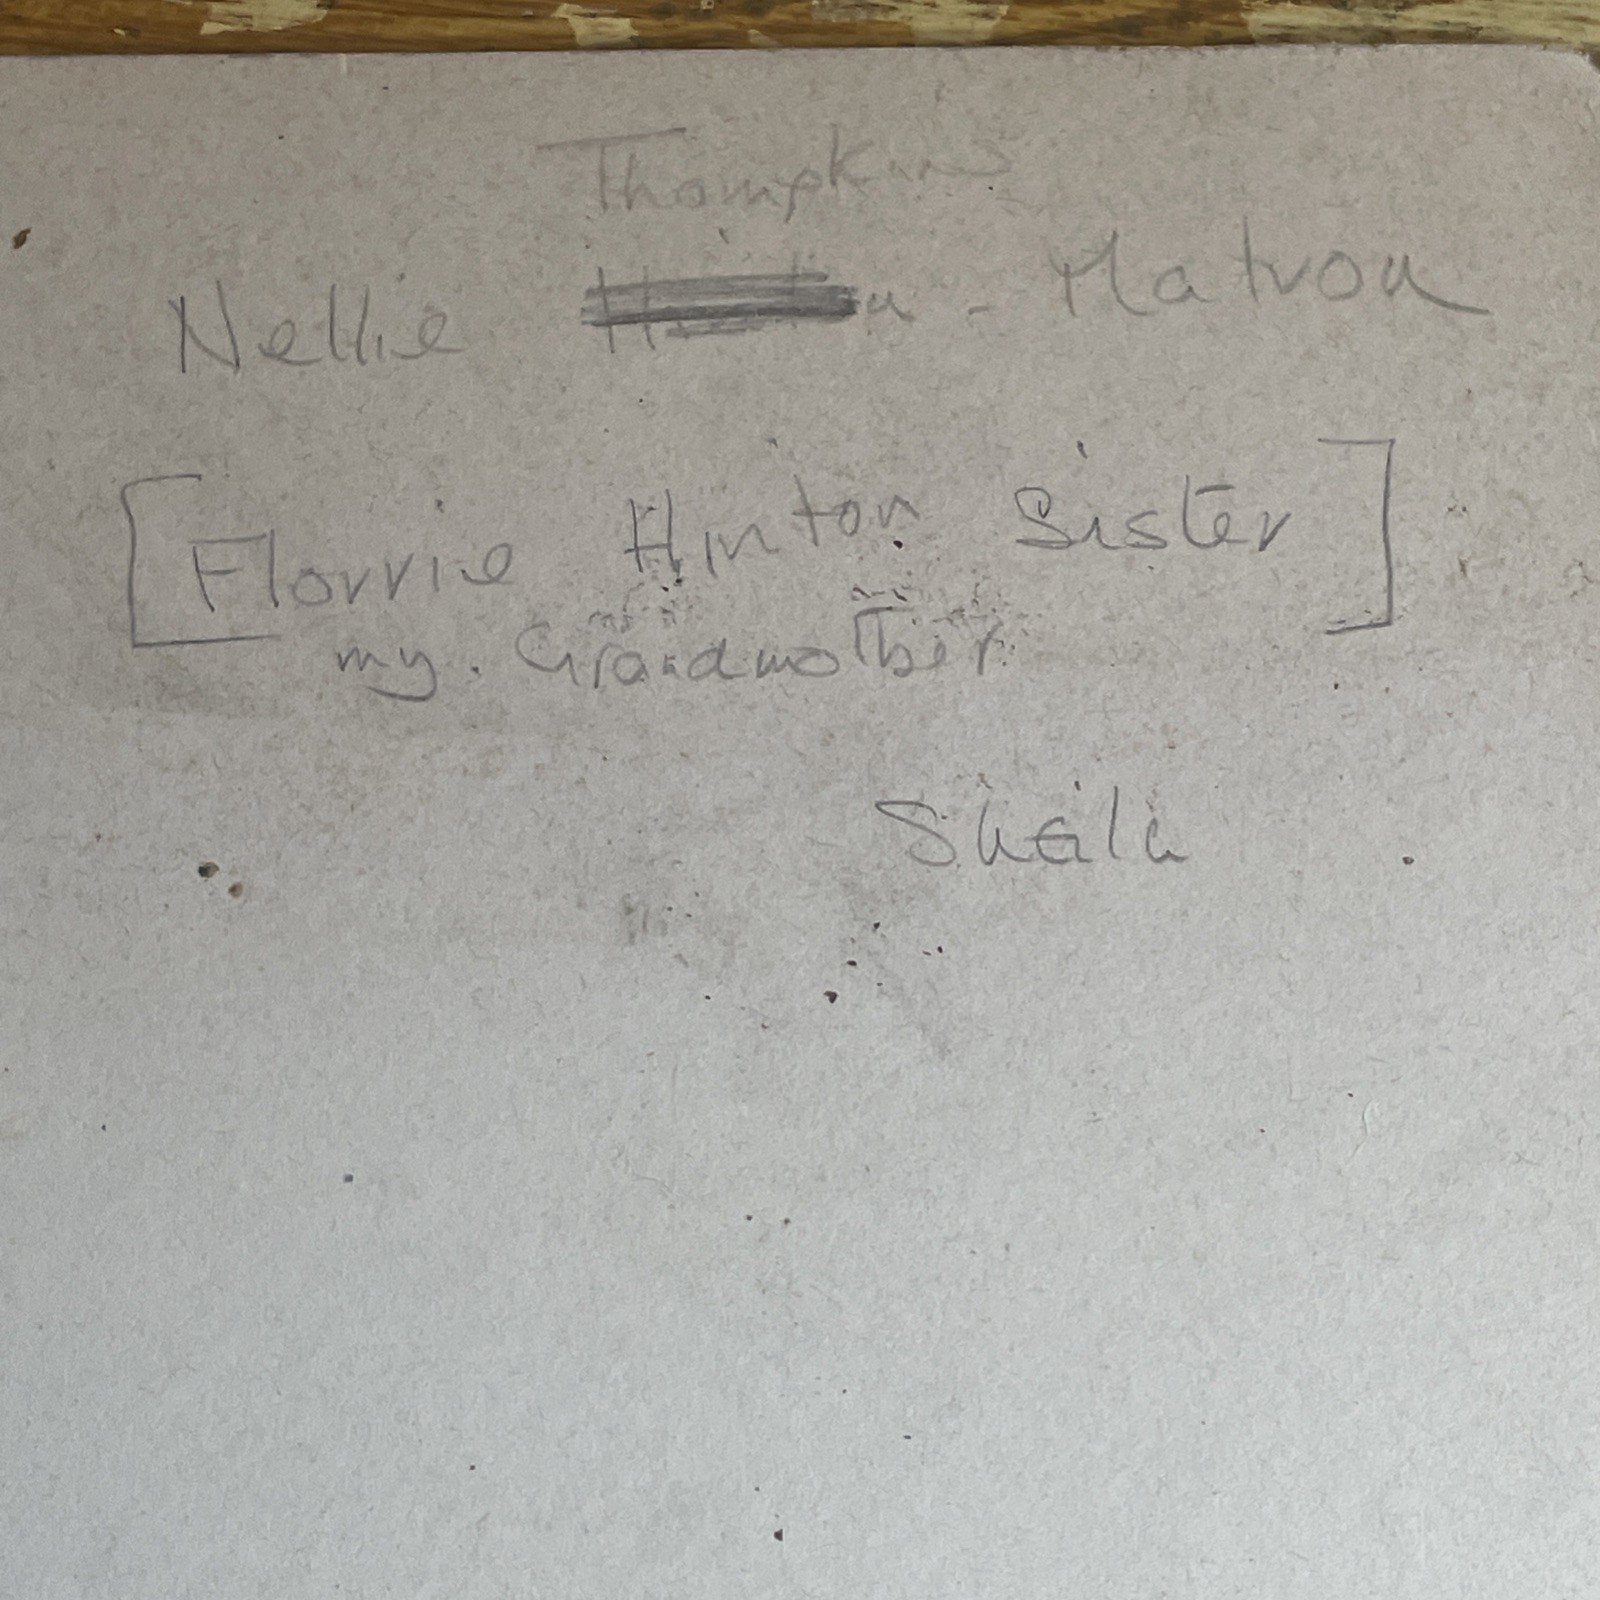 Thompkins
Nellie - Matron
[Florrie Hinton Sister]
my. Grandmother
Sheila